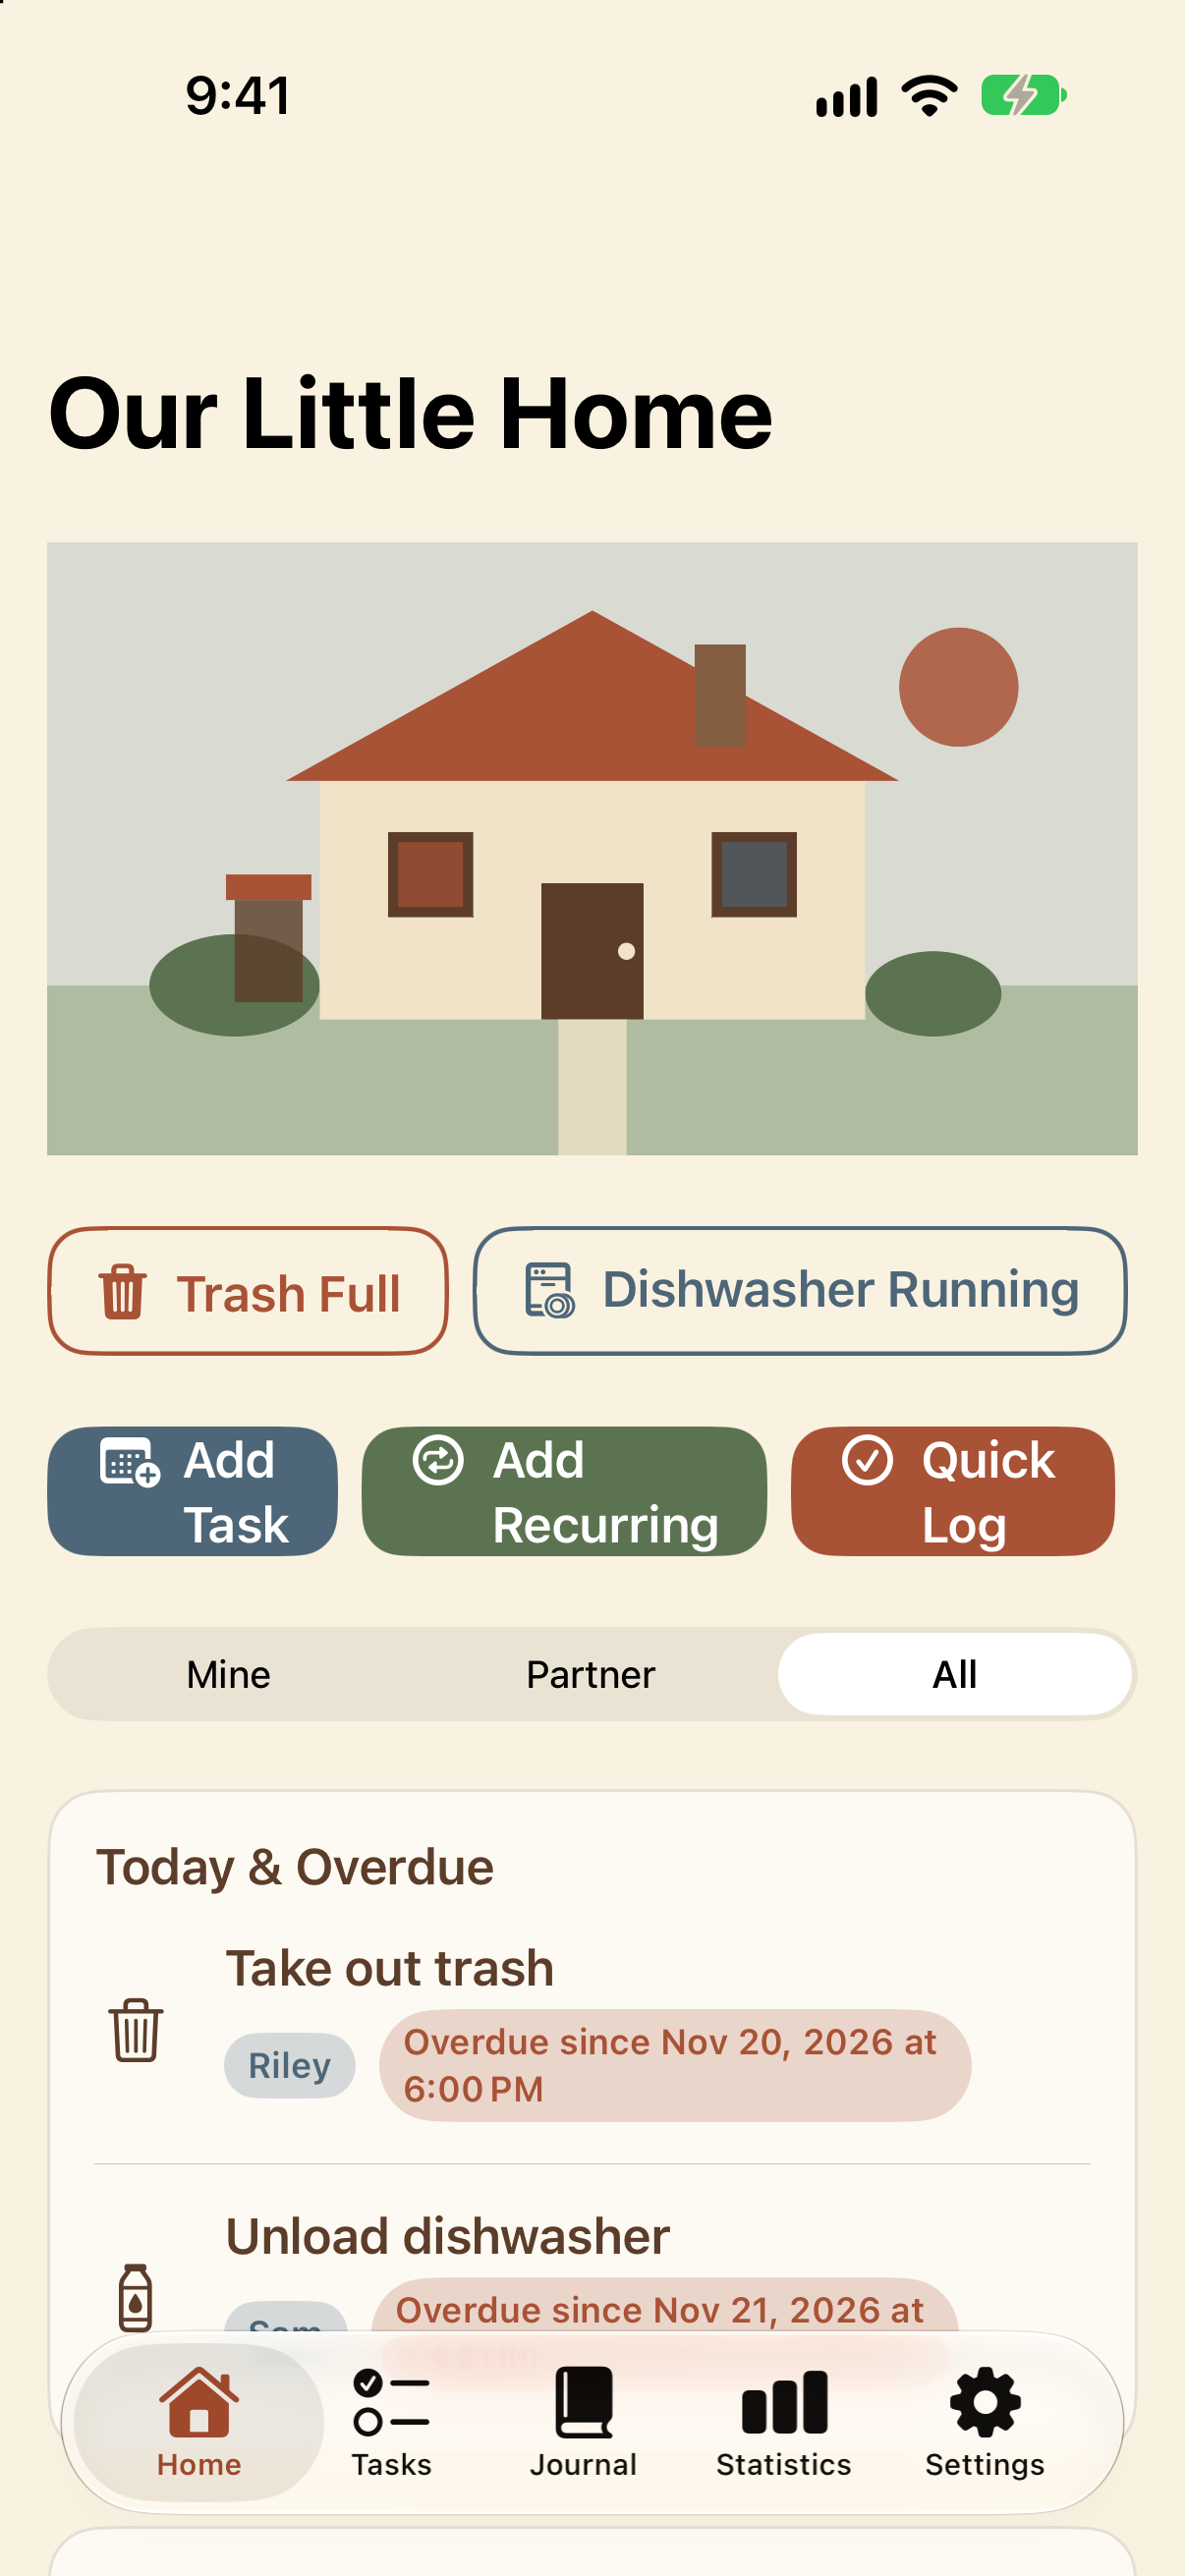 9:41
Our Little Home
Trash Full
Dishwasher Running
Add
Task
Add
Recurring
Quick
Log
Mine
Partner
All
Today & Overdue
Take out trash
Riley
Overdue since Nov 20, 2026 at
6:00 PM
Unload dishwasher
Sam
Overdue since Nov 21, 2026 at
Home
Tasks
Journal
Statistics
Settings